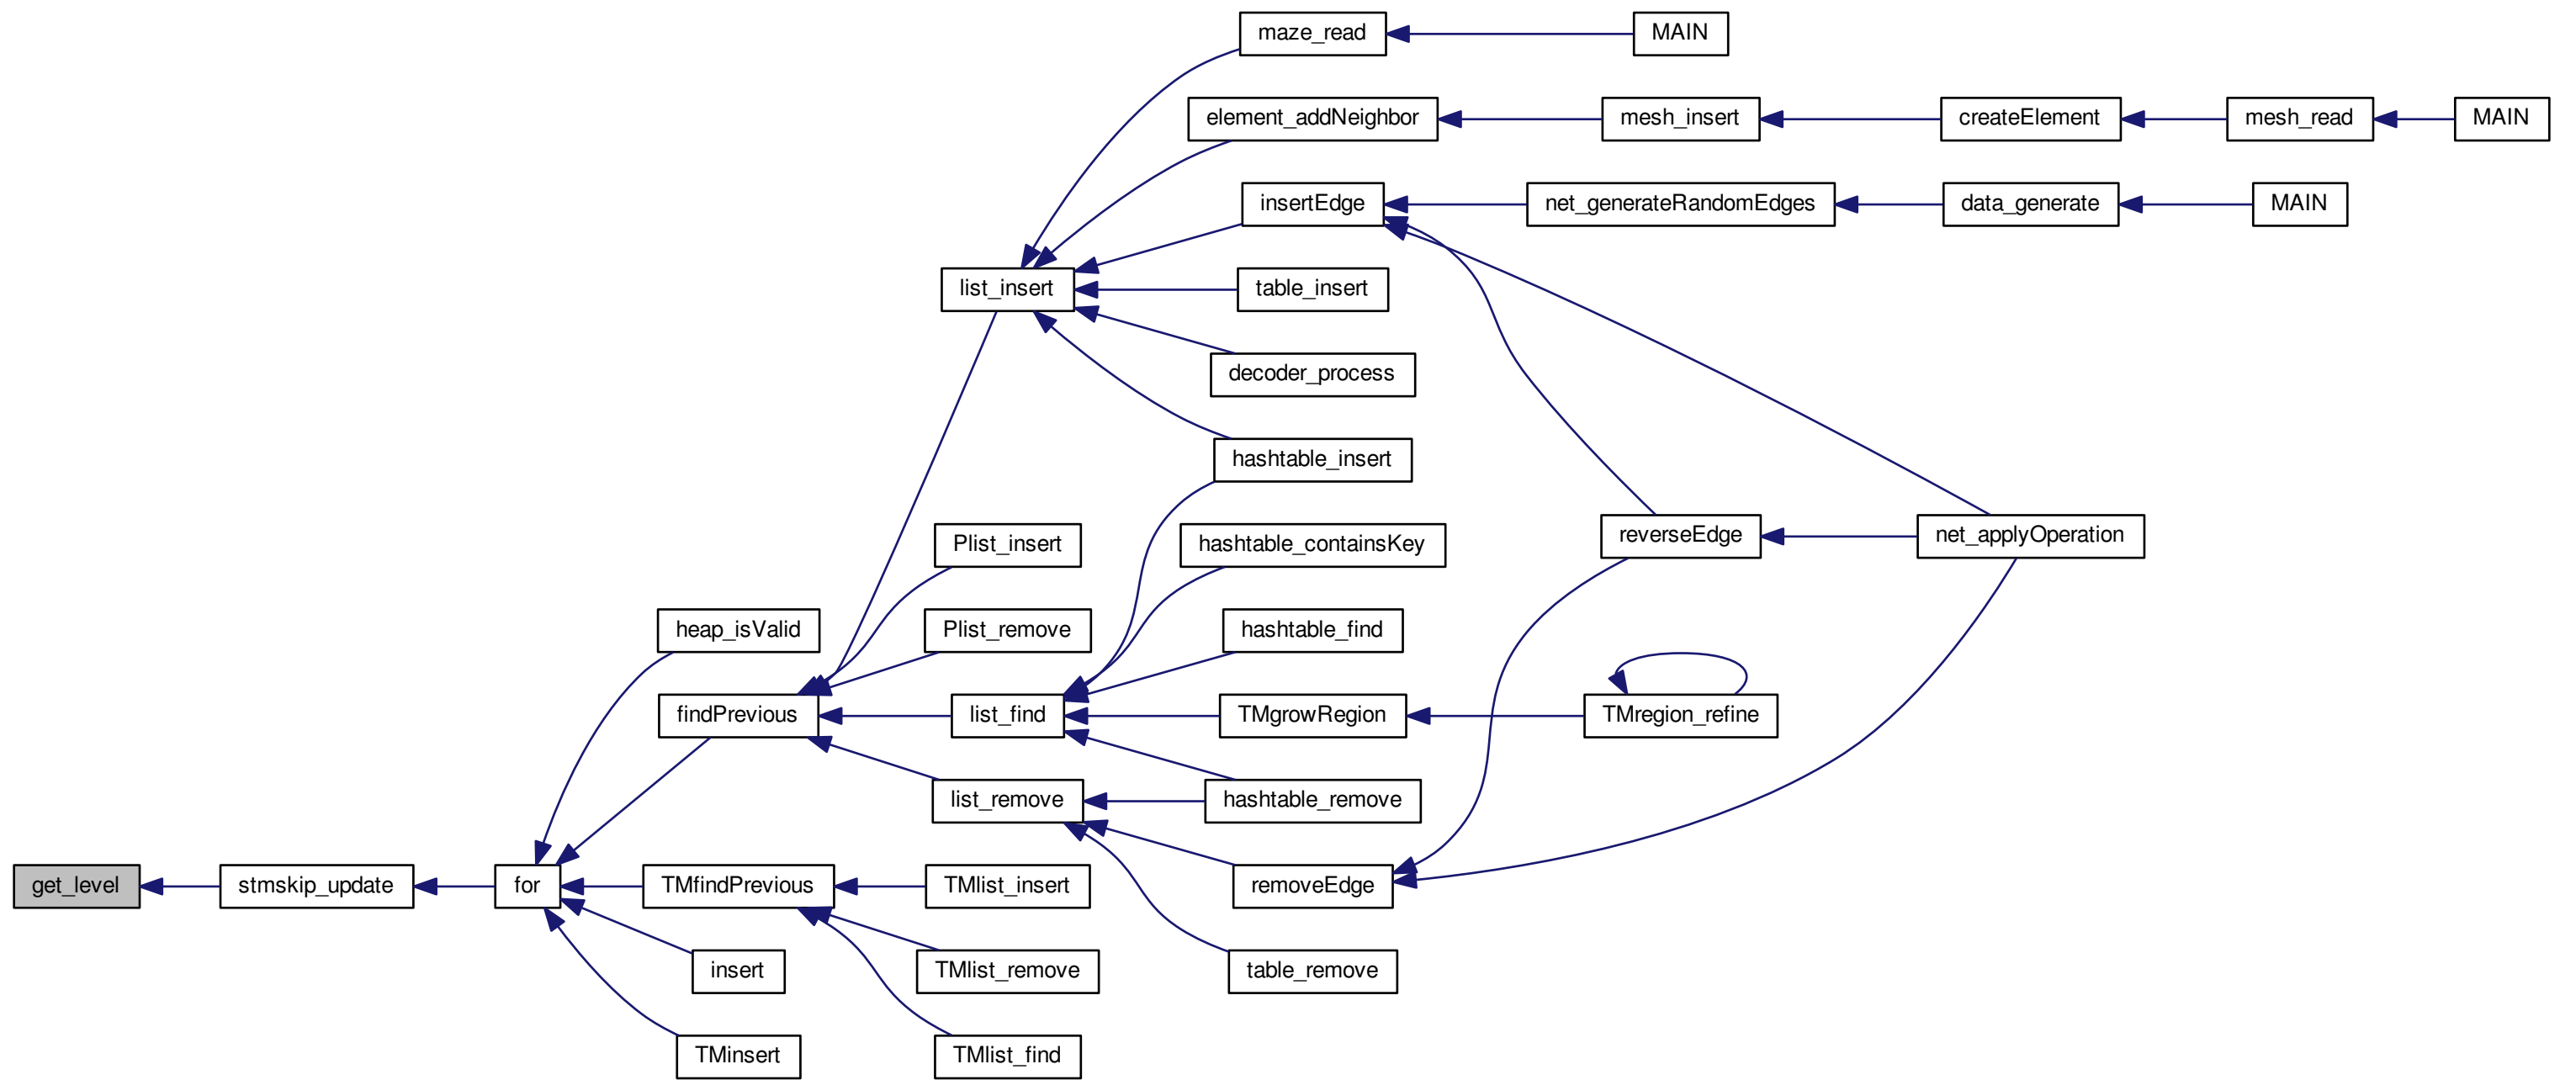 maze_read
MAIN
element_addNeighbor
mesh_insert
createElement
mesh_read
MAIN
insertEdge
net_generateRandomEdges
data_generate
MAIN
list_insert
table_insert
decoder_process
hashtable_insert
Plist_insert
hashtable_containsKey
reverseEdge
net_applyOperation
heap_isValid
Plist_remove
hashtable_find
findPrevious
list_find
TMgrowRegion
TMregion_refine
list_remove
hashtable_remove
get_level
stmskip_update
for
TMfindPrevious
TMlist_insert
removeEdge
insert
TMlist_remove
table_remove
TMinsert
TMlist_find